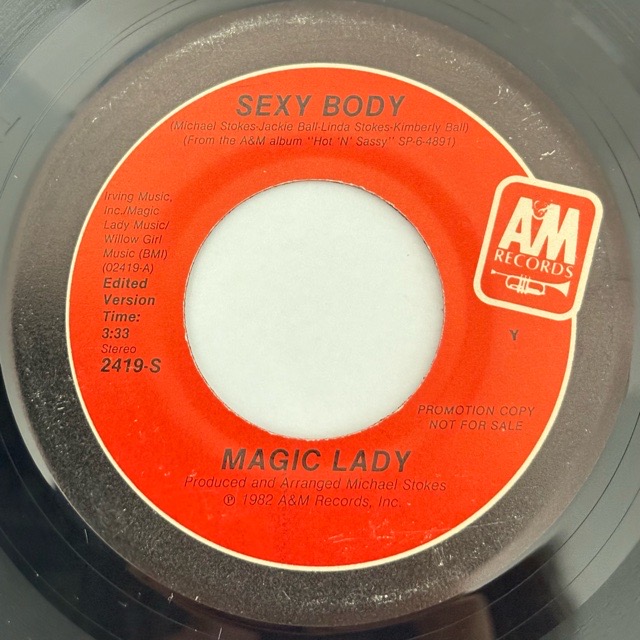 SEXY BODY
(Michael Stokes-Jackie Ball-Linda Stokes-Kimberly Ball)
(From the A&M album "Hot 'N' Sassy" SP-6-4891)
Irving Music,
Inc./Magic
Lady Music/
Willow Girl
Music (BMI)
(02419-A)
Edited
Version
Time:
3:33
Stereo
2419-S
A&M
RECORDS
Y
PROMOTION COPY
NOT FOR SALE
MAGIC LADY
Produced and Arranged Michael Stokes
℗ 1982 A&M Records, Inc.